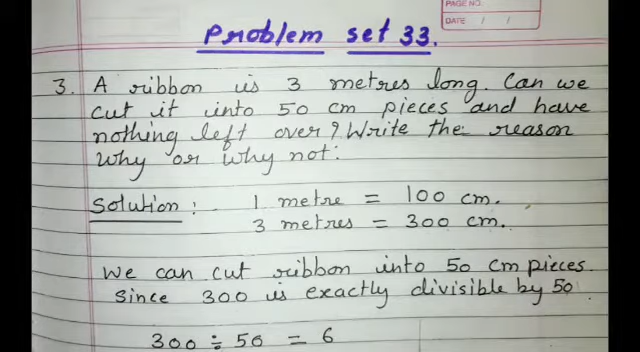 PAGE NO.
DATE / /
Problem set 33.
3. A ribbon is 3 metres long. Can we
cut it into 50 cm pieces and have
nothing left over? Write the reason
why or why not.
Solution: 1 metre = 100 cm.
3 metres = 300 cm.
We can cut ribbon into 50 cm pieces.
Since 300 is exactly divisible by 50
300 ÷ 50 = 6